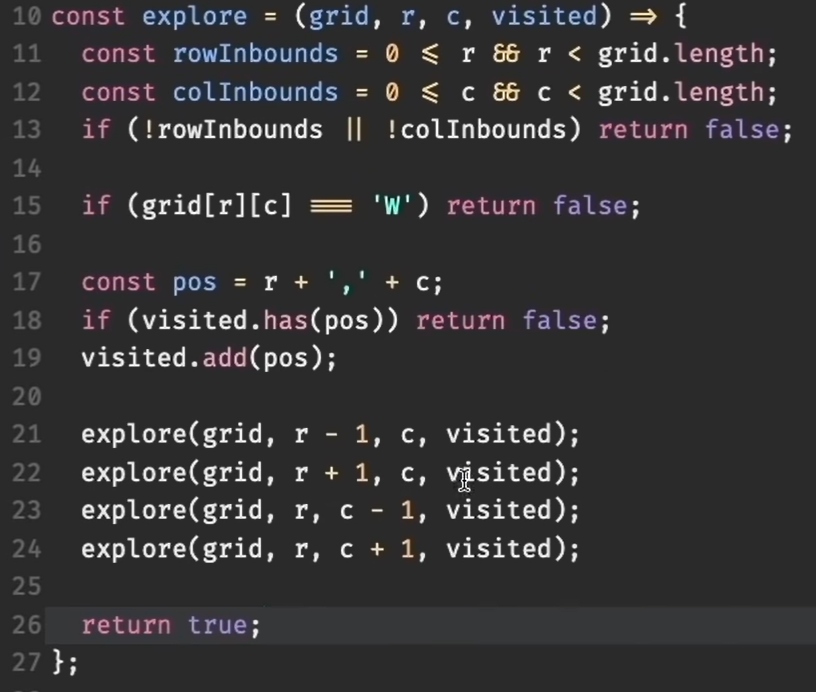 10 const explore = (grid, r, c, visited) => {
11 const rowInbounds = 0 <= r && r < grid.length;
12 const colInbounds = 0 <= c && c < grid.length;
13 if (!rowInbounds || !colInbounds) return false;
14
15 if (grid[r][c] === 'W') return false;
16
17 const pos = r + ',' + c;
18 if (visited.has(pos)) return false;
19 visited.add(pos);
20
21 explore(grid, r - 1, c, visited);
22 explore(grid, r + 1, c, visited);
23 explore(grid, r, c - 1, visited);
24 explore(grid, r, c + 1, visited);
25
26 return true;
27 };